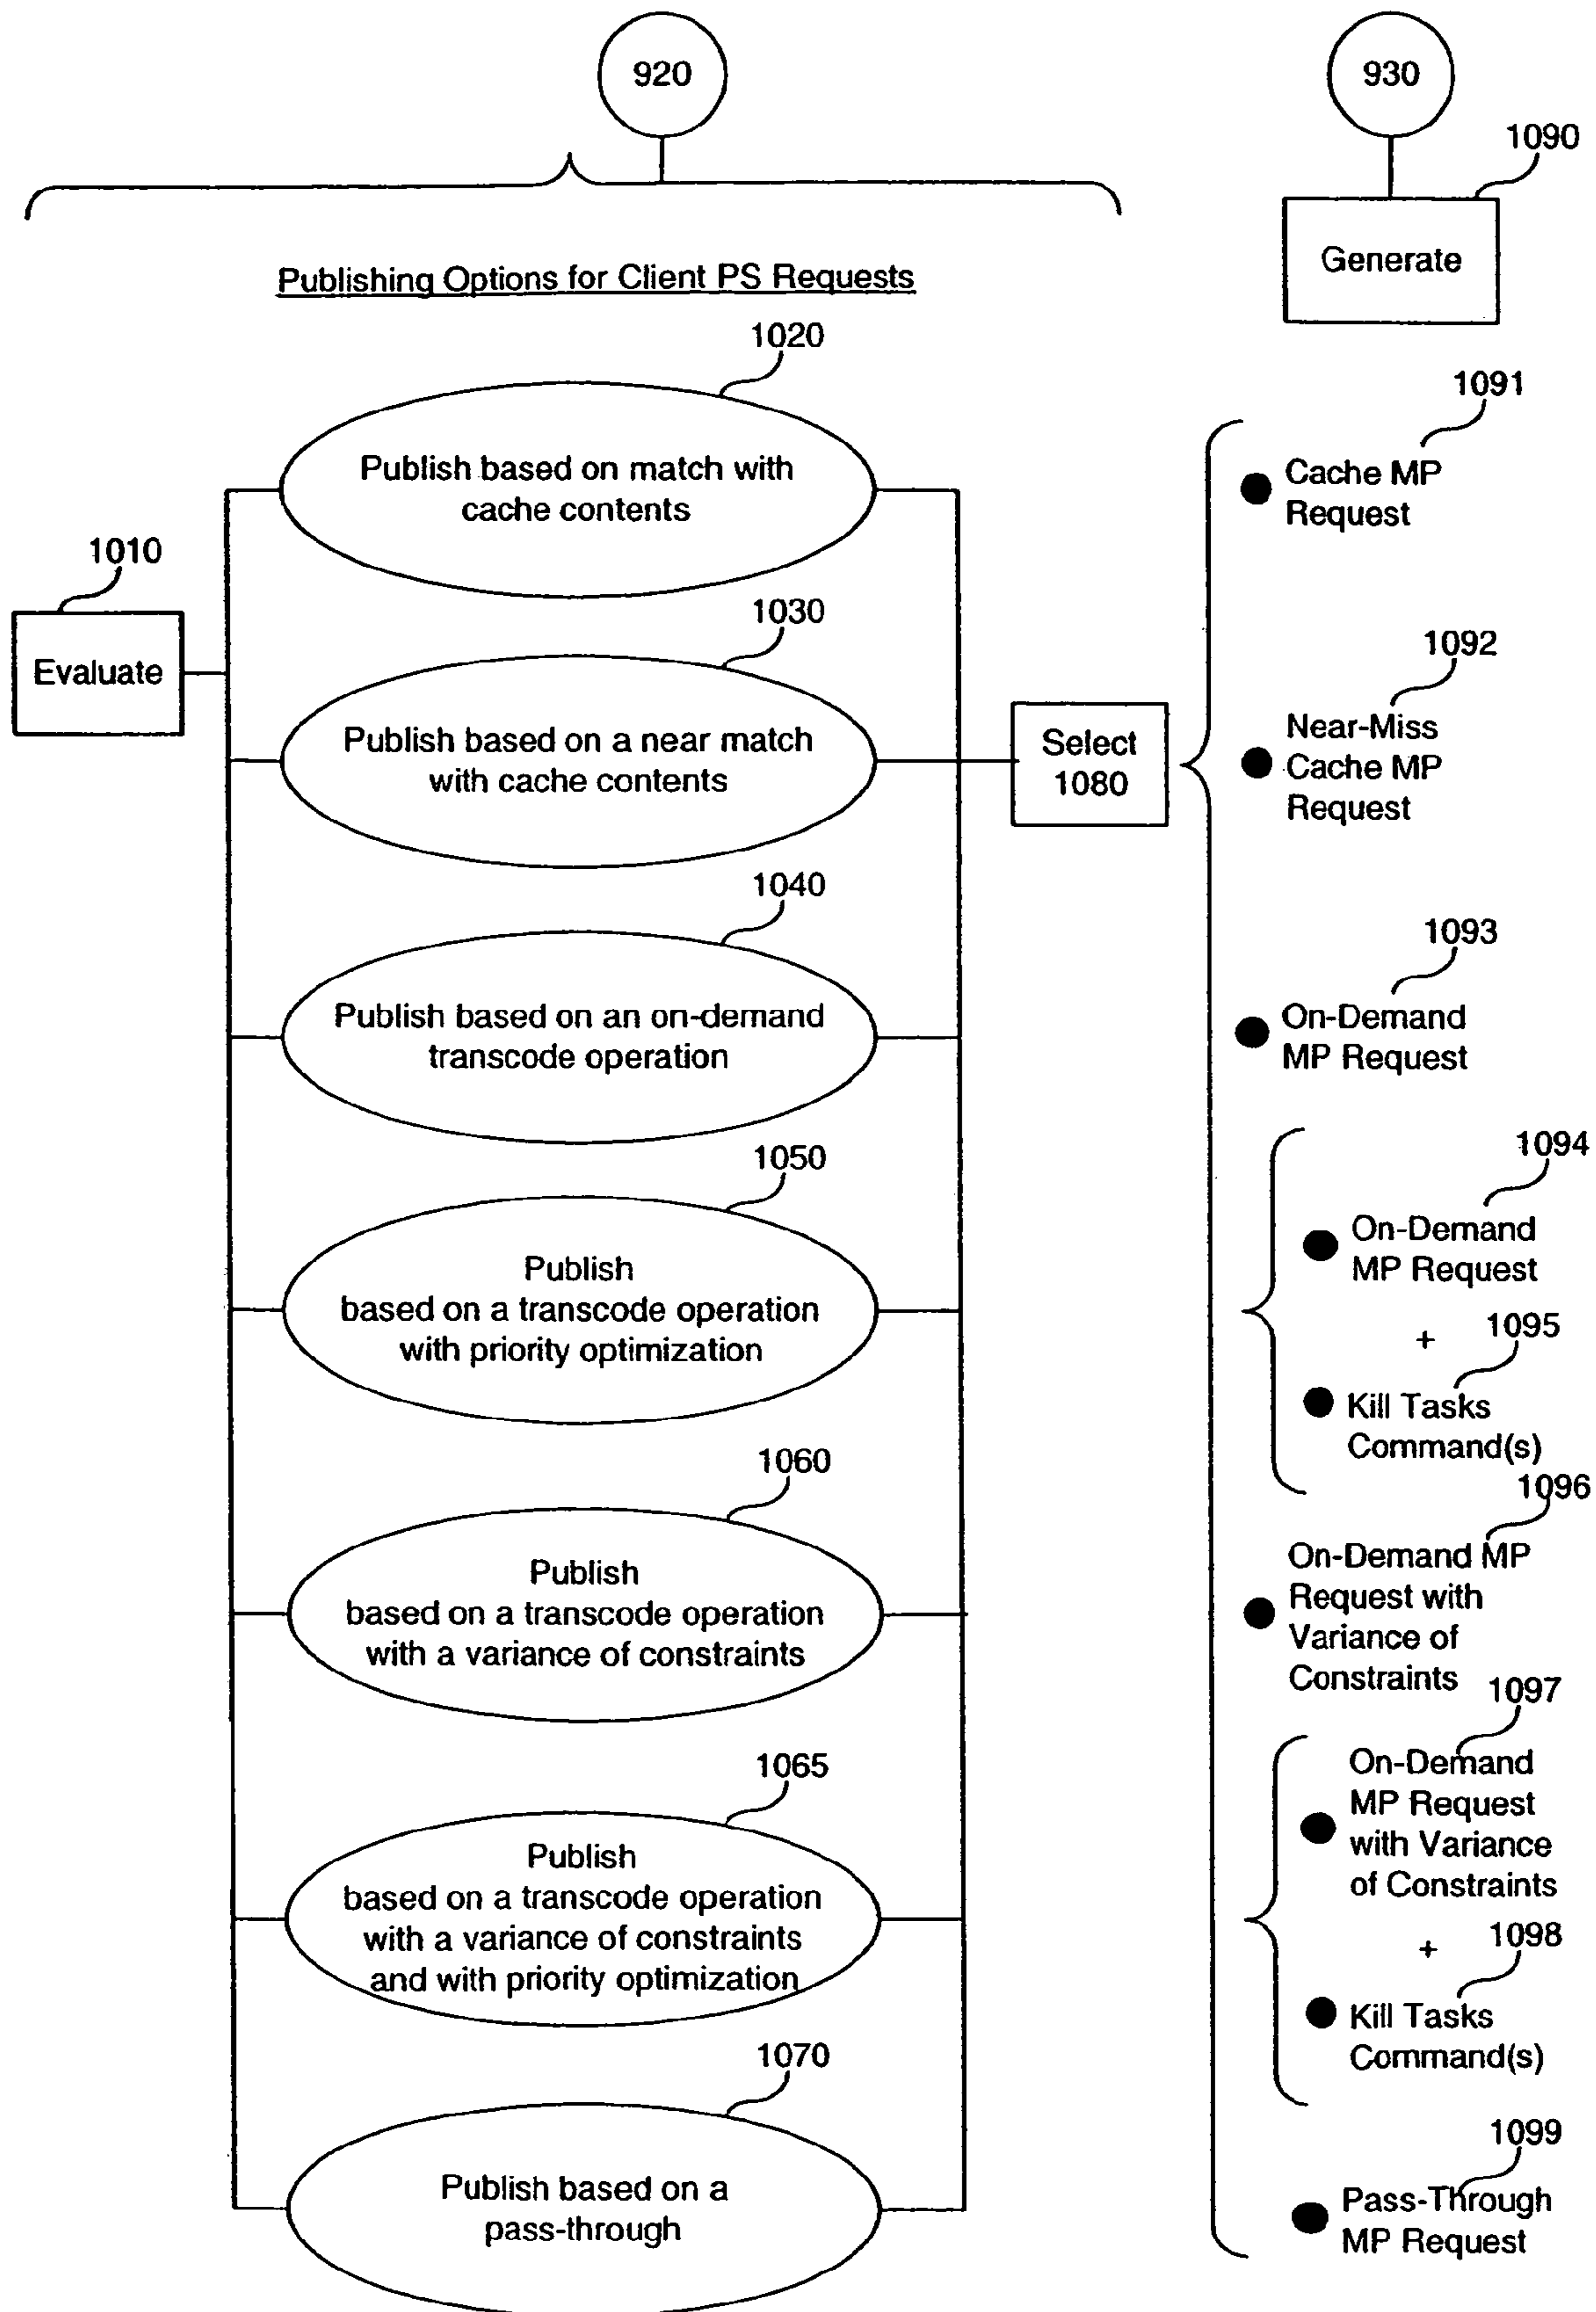 920
930
1090
Generate
Publishing Options for Client PS Requests
1020
Publish based on match with
cache contents
1010
Evaluate
1030
Publish based on a near match
with cache contents
Select
1080
1040
Publish based on an on-demand
transcode operation
1050
Publish
based on a transcode operation
with priority optimization
1060
Publish
based on a transcode operation
with a variance of constraints
1065
Publish
based on a transcode operation
with a variance of constraints
and with priority optimization
1070
Publish based on a
pass-through
1091
Cache MP
Request
1092
Near-Miss
Cache MP
Request
1093
On-Demand
MP Request
1094
On-Demand
MP Request
+
1095
Kill Tasks
Command(s)
1096
On-Demand MP
Request with
Variance of
Constraints
1097
On-Demand
MP Request
with Variance
of Constraints
+
1098
Kill Tasks
Command(s)
1099
Pass-Through
MP Request